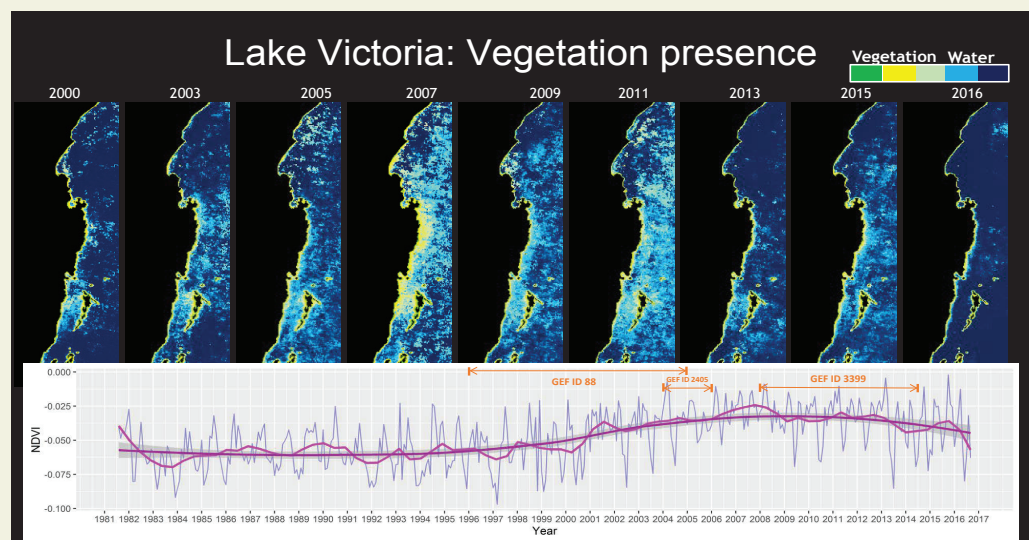 Lake Victoria: Vegetation presence
Vegetation Water
2000 2003 2005 2007 2009 2011 2013 2015 2016
0.000
-0.025
-0.050
-0.075
-0.100
NDVI
GEF ID 88
GEF ID 2405
GEF ID 3399
1981 1982 1983 1984 1985 1986 1987 1988 1989 1990 1991 1992 1993 1994 1995 1996 1997 1998 1999 2000 2001 2002 2003 2004 2005 2006 2007 2008 2009 2010 2011 2012 2013 2014 2015 2016 2017
Year